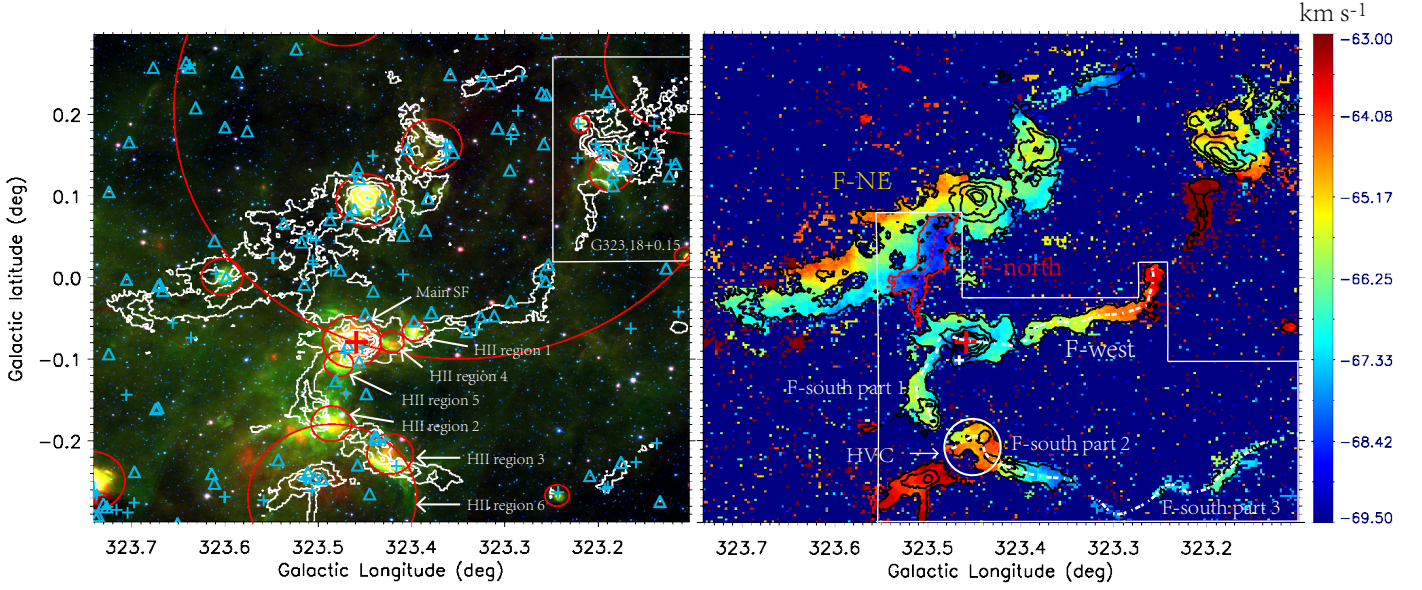 km s⁻¹
0.2
0.1
0.0
−0.1
−0.2
Galactic latitude (deg)
G323.18+0.15
Main SF
HII region 1
HII region 4
HII region 5
HII region 2
HII region 3
HII region 6
323.7 323.6 323.5 323.4 323.3 323.2
Galactic Longitude (deg)
F-NE
F-north
F-west
F-south part 1
F-south part 2
HVC
F-south part 3
323.7 323.6 323.5 323.4 323.3 323.2
Galactic Longitude (deg)
−63.00
−64.08
−65.17
−66.25
−67.33
−68.42
−69.50